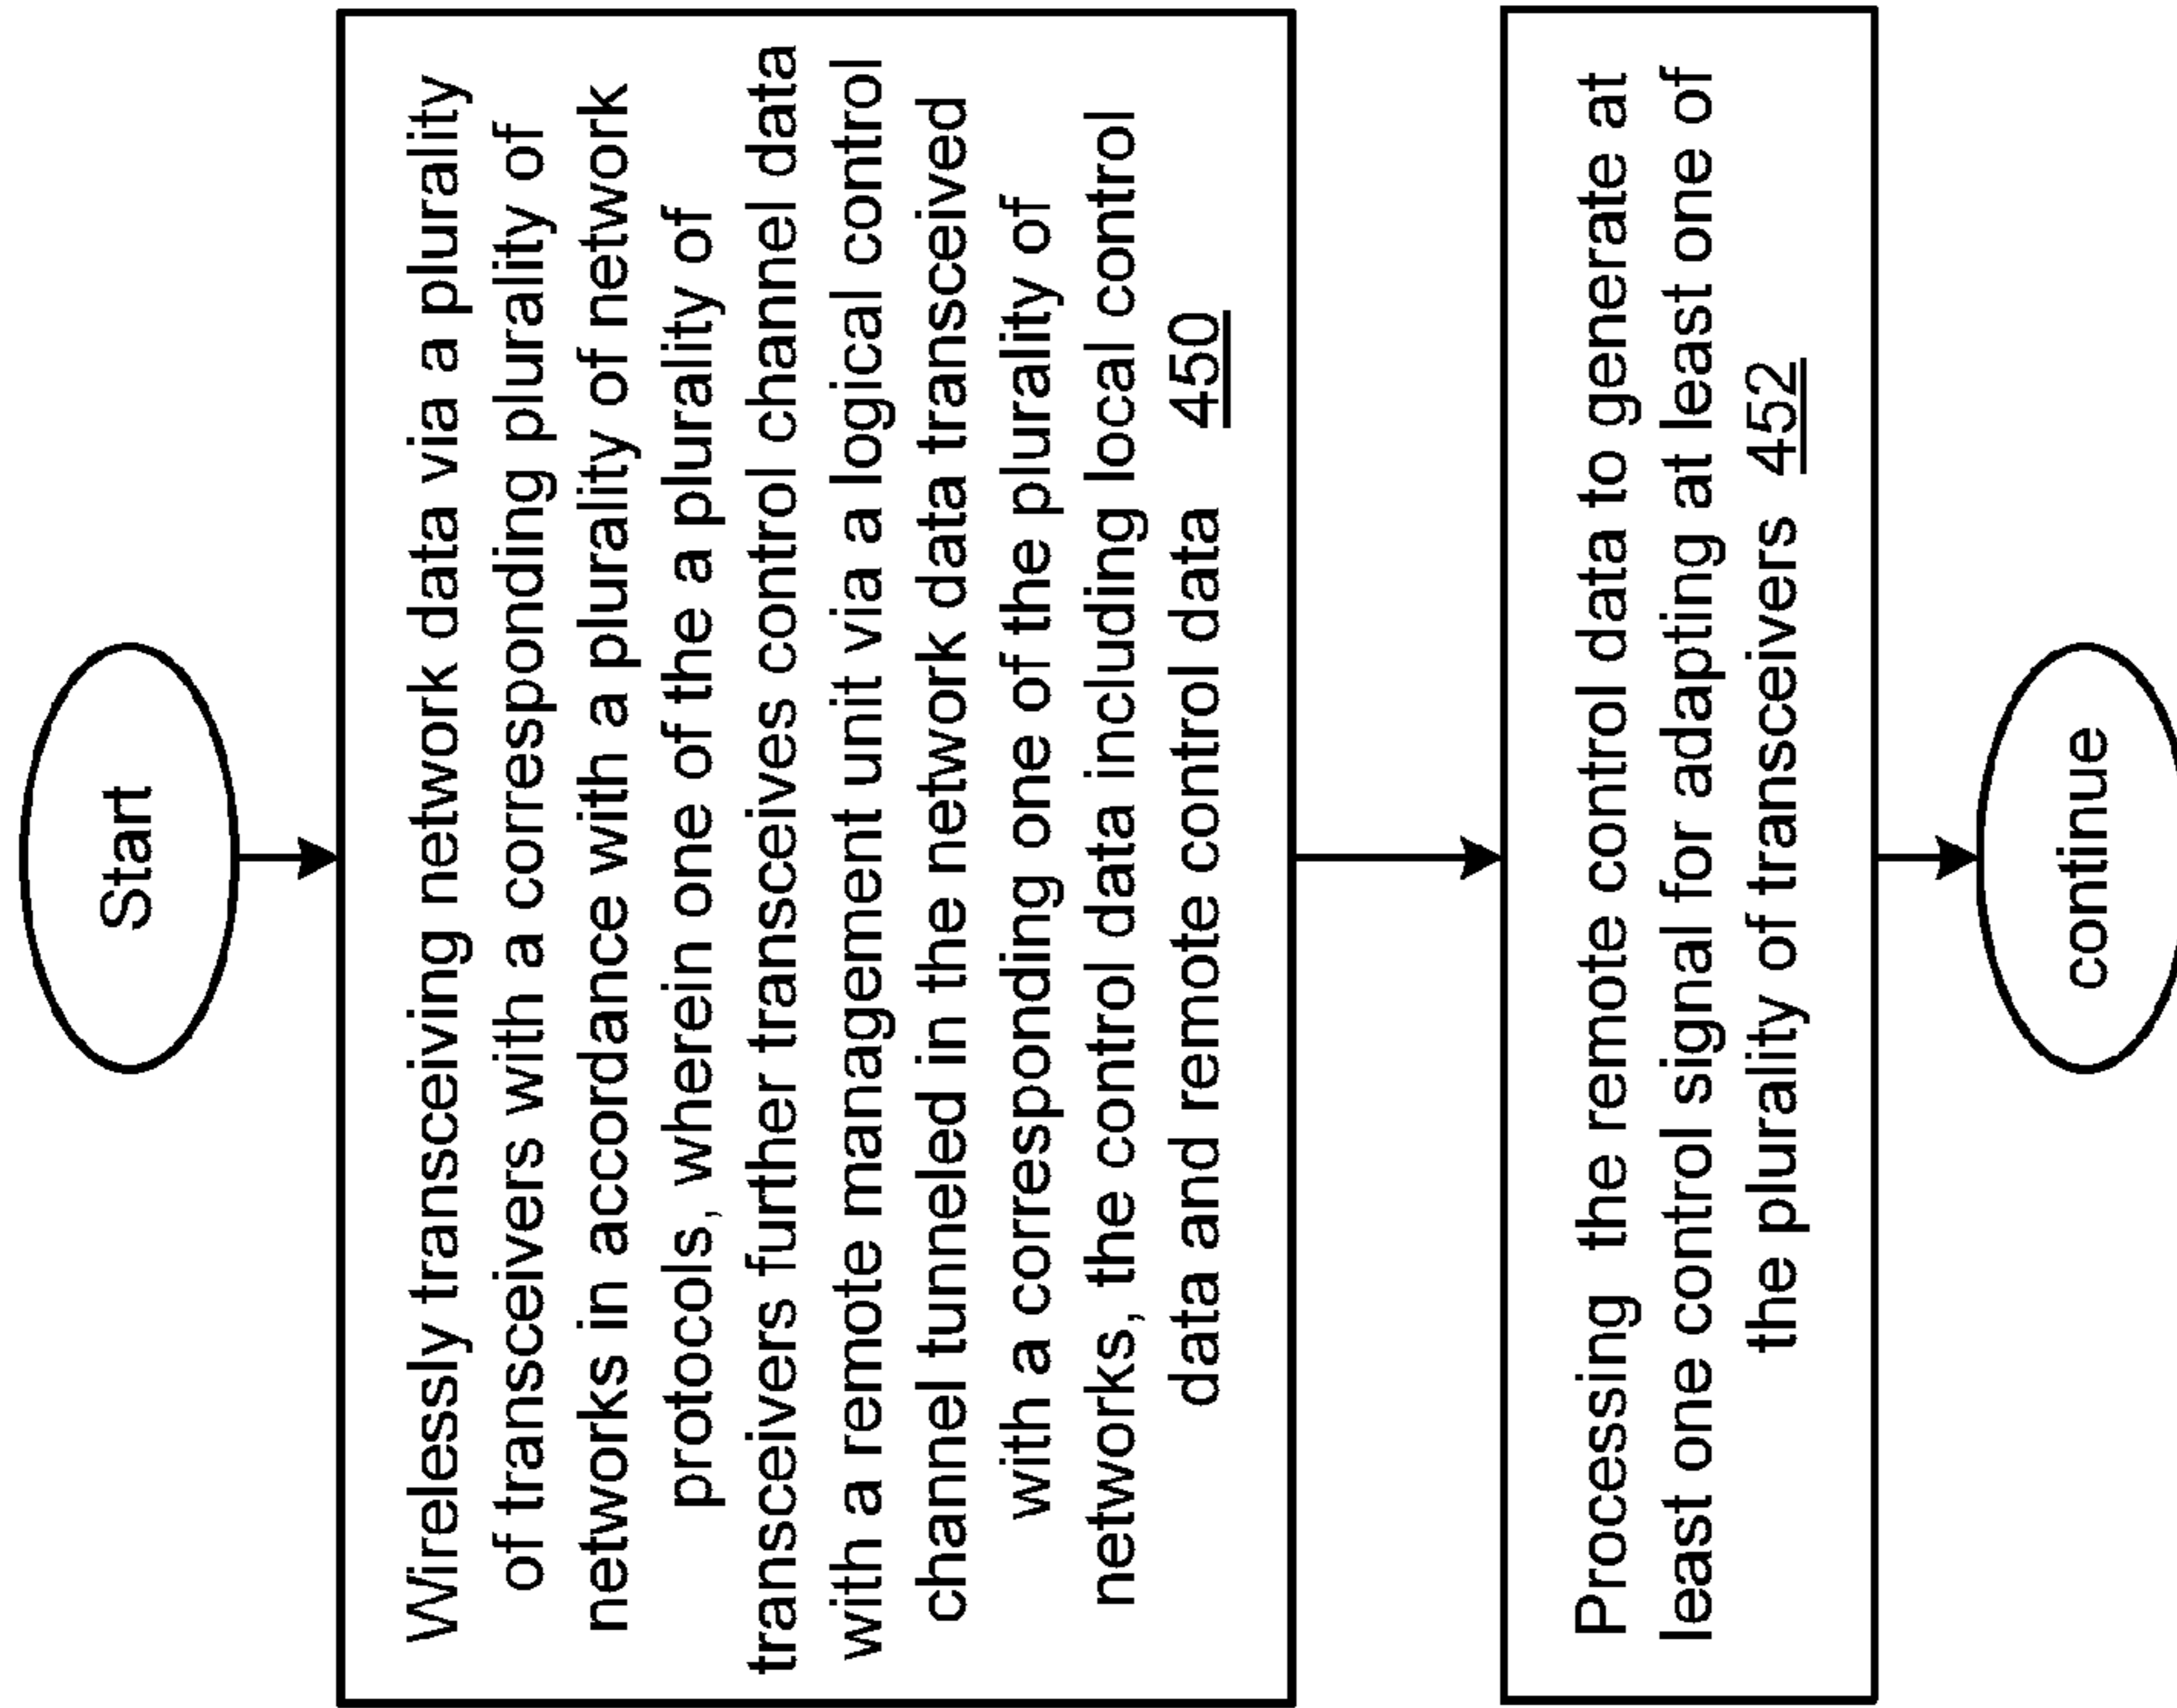 Start
Wirelessly transceiving network data via a plurality
of transceivers with a corresponding plurality of
networks in accordance with a plurality of network
protocols, wherein one of the a plurality of
transceivers further transceives control channel data
with a remote management unit via a logical control
channel tunneled in the network data transceived
with a corresponding one of the plurality of
networks, the control data including local control
data and remote control data 450
Processing the remote control data to generate at
least one control signal for adapting at least one of
the plurality of transceivers 452
continue